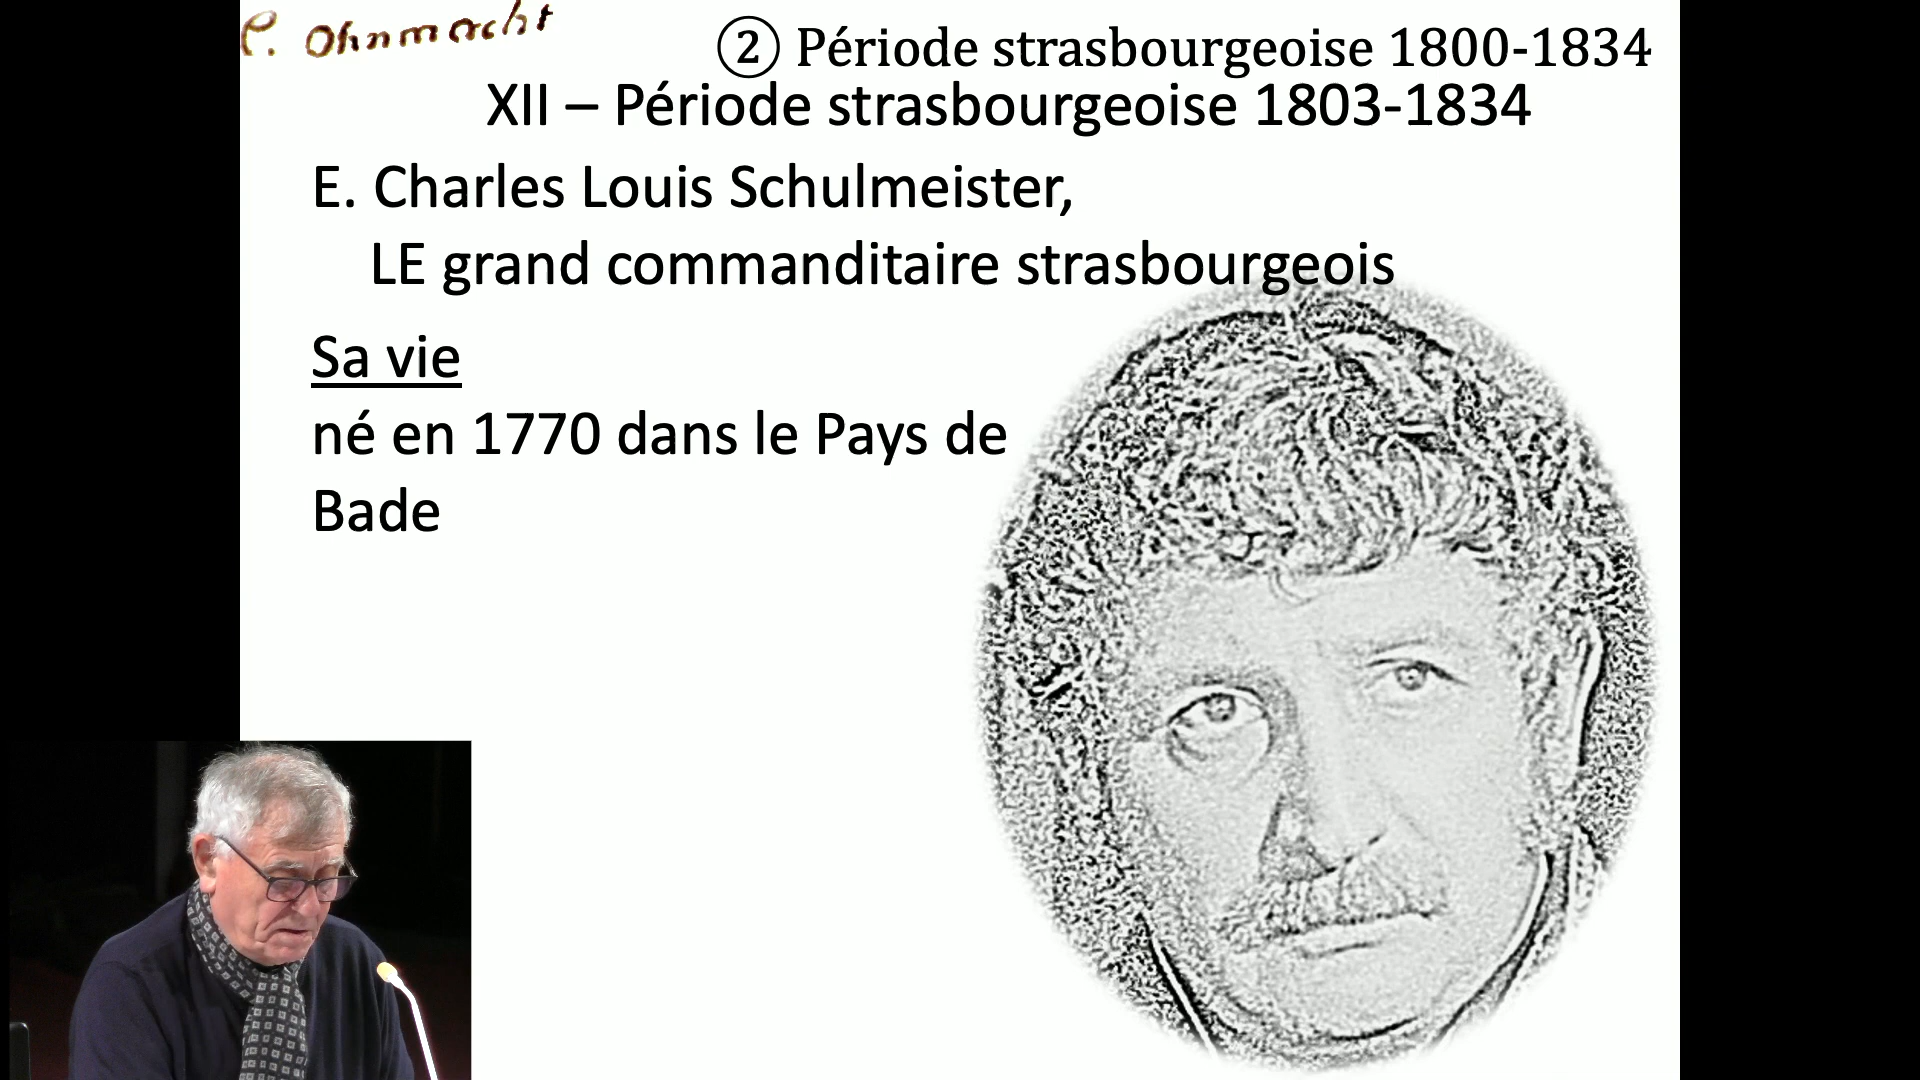 L. Ohnmacht
② Période strasbourgeoise 1800-1834
XII – Période strasbourgeoise 1803-1834
E. Charles Louis Schulmeister,
LE grand commanditaire strasbourgeois
Sa vie
né en 1770 dans le Pays de
Bade